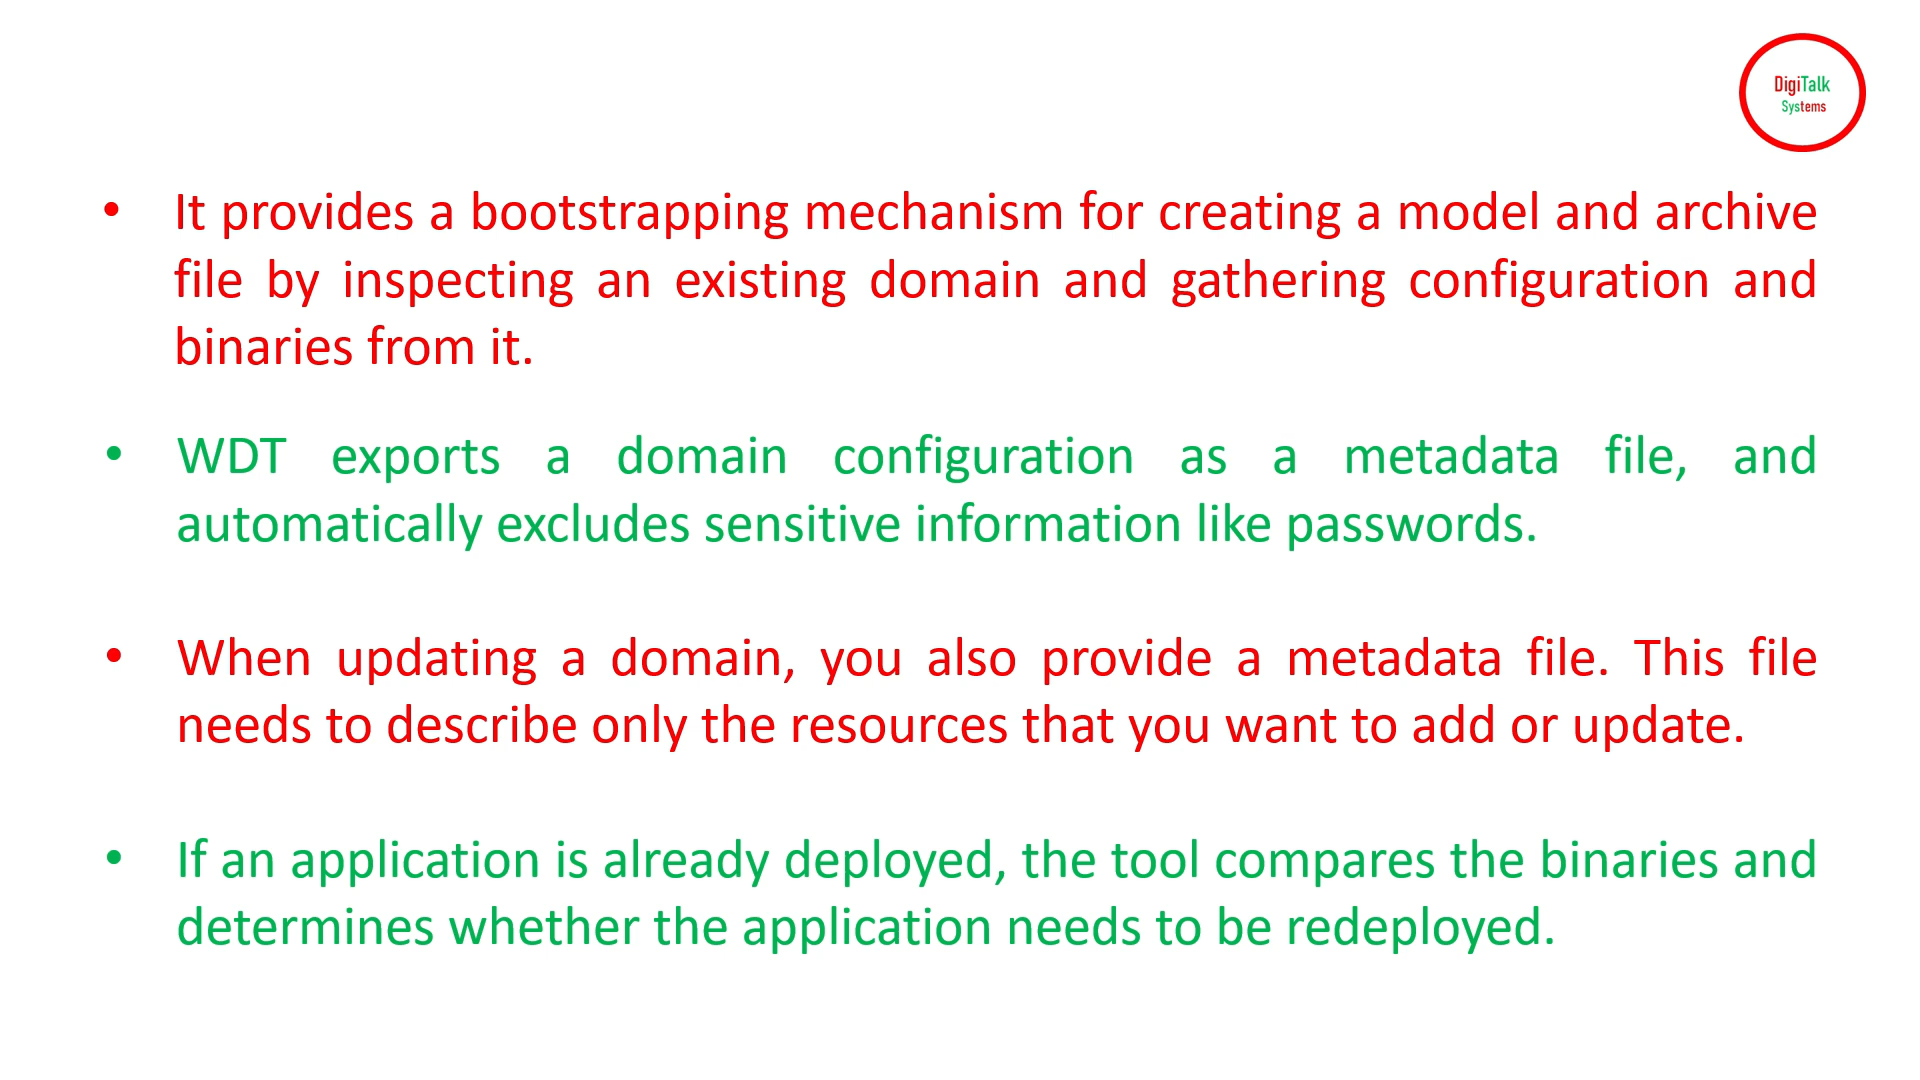 DigiTalk
Systems
• It provides a bootstrapping mechanism for creating a model and archive
file by inspecting an existing domain and gathering configuration and
binaries from it.
• WDT exports a domain configuration as a metadata file, and
automatically excludes sensitive information like passwords.
• When updating a domain, you also provide a metadata file. This file
needs to describe only the resources that you want to add or update.
• If an application is already deployed, the tool compares the binaries and
determines whether the application needs to be redeployed.